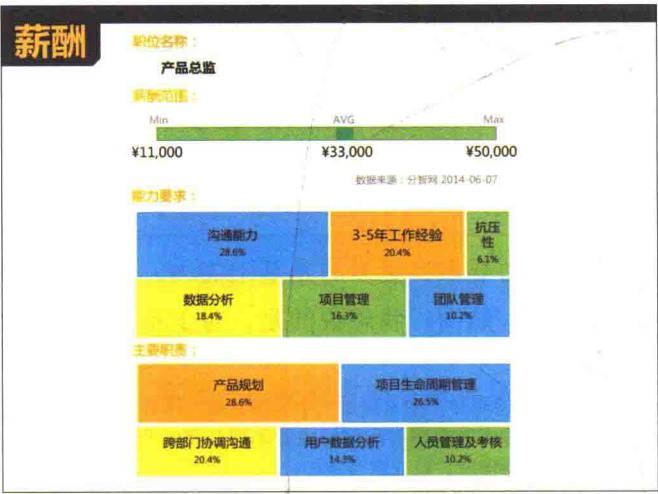 薪酬
职位名称：
产品总监
薪酬范围：
Min AVG Max
¥11,000 ¥33,000 ¥50,000
数据来源：分智网 2014-06-07
能力要求：
沟通能力 3-5年工作经验 抗压性
28.6% 20.4% 6.1%
数据分析 项目管理 团队管理
18.4% 16.3% 10.2%
主要职责：
产品规划 项目生命周期管理
28.6% 26.5%
跨部门协调沟通 用户数据分析 人员管理及考核
20.4% 14.3% 10.2%